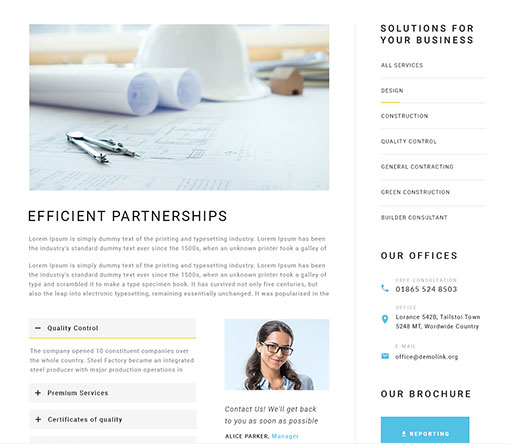 EFFICIENT PARTNERSHIPS
Lorem Ipsum is simply dummy text of the printing and typesetting industry. Lorem Ipsum has been
the industry's standard dummy text ever since the 1500s, when an unknown printer took a galley of
Lorem Ipsum is simply dummy text of the printing and typesetting industry. Lorem Ipsum has been
the industry's standard dummy text ever since the 1500s, when an unknown printer took a galley of
type and scrambled it to make a type specimen book. It has survived not only five centuries, but
also the leap into electronic typesetting, remaining essentially unchanged. It was popularised in the
Quality Control
The company opened 10 constituent companies over
the whole country. Steel Factory became an integrated
steel producer with major production operations in
Premium Services
Certificates of quality
Contact Us! We'll get back
to you as soon as possible
ALICE PARKER, Manager
SOLUTIONS FOR
YOUR BUSINESS
ALL SERVICES
DESIGN
CONSTRUCTION
QUALITY CONTROL
GENERAL CONTRACTING
GREEN CONSTRUCTION
BUILDER CONSULTANT
OUR OFFICES
FREE CONSULTATION
01865 524 8503
OFFICE
Lorance 542B, Tailstoi Town
5248 MT, Wordwide Country
E-MAIL
office@demolink.org
OUR BROCHURE
REPORTING